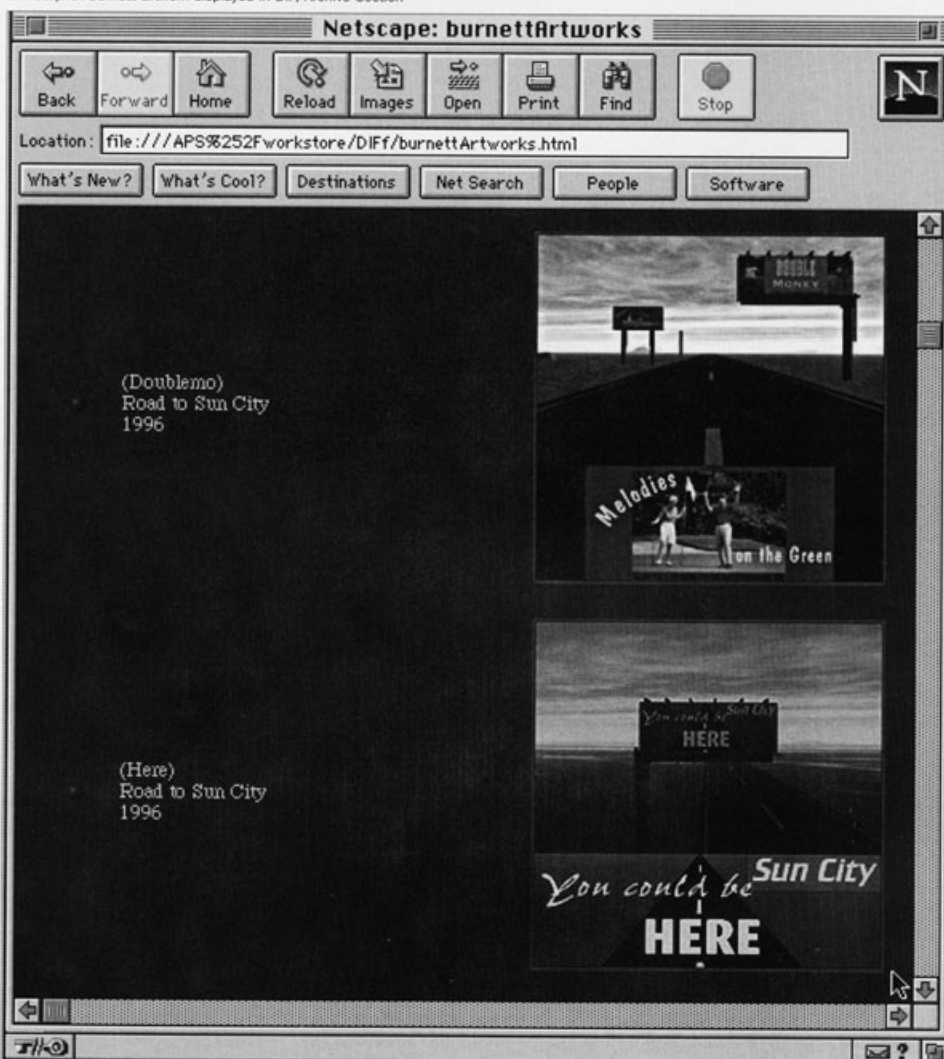 Netscape: burnettArtworks
Back
Forward
Home
Reload
Images
Open
Print
Find
Stop
N
Location: file:///APS%252Fworkstore/DIFf/burnettArtworks.html
What's New?
What's Cool?
Destinations
Net Search
People
Software
DOUBLE
MONEY
(Doublemo)
Road to Sun City
1996
Melodies
on the Green
You could be Sun City
HERE
(Here)
Road to Sun City
1996
You could be Sun City
HERE
?